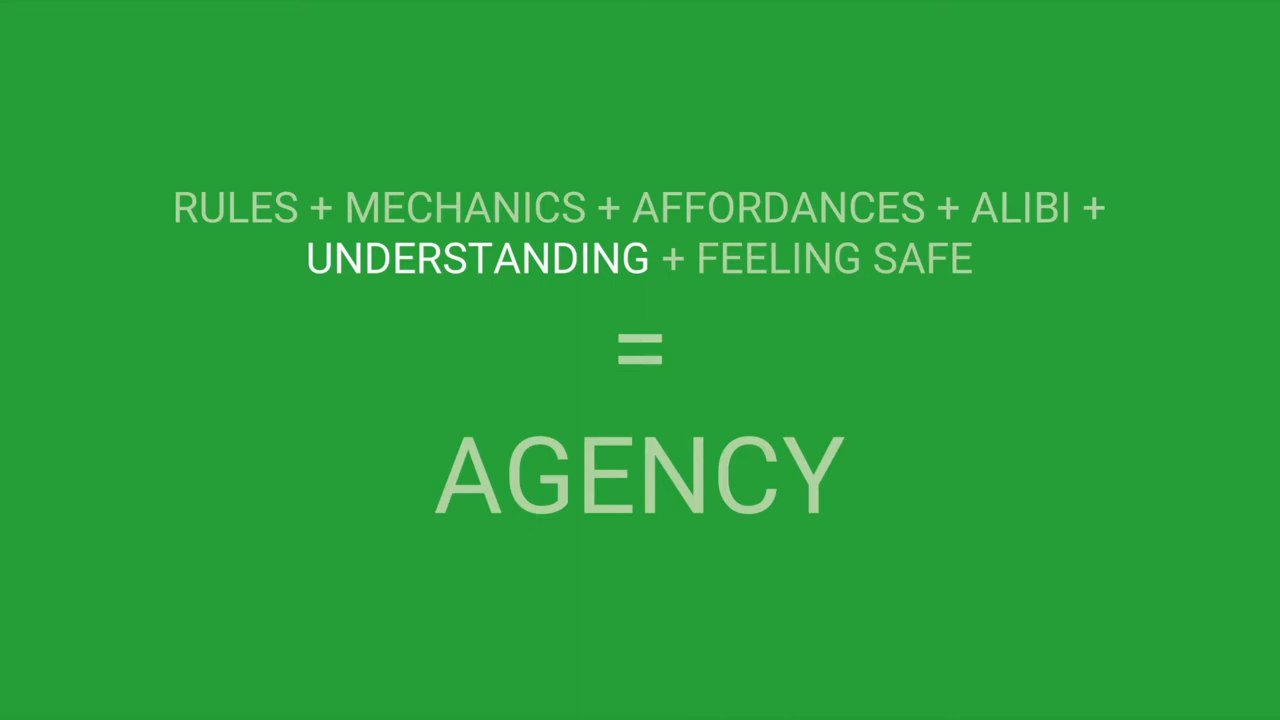 RULES + MECHANICS + AFFORDANCES + ALIBI +
UNDERSTANDING + FEELING SAFE
=
AGENCY